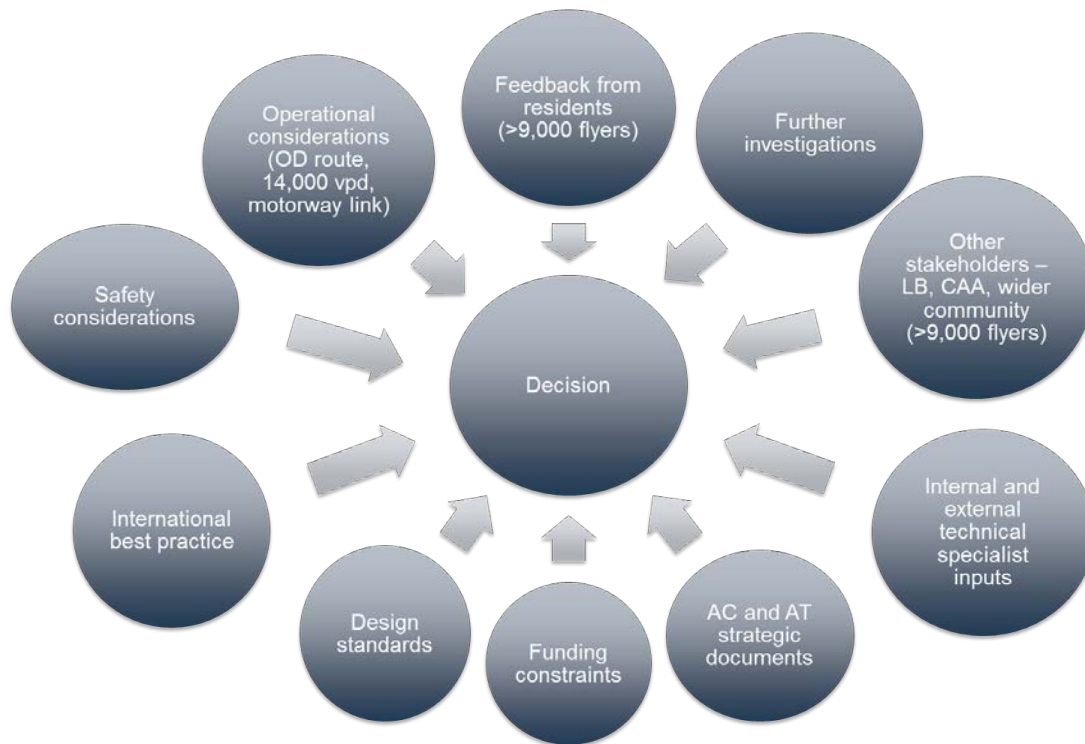 Feedback from
residents
(>9,000 flyers)
Further
investigations
Other
stakeholders –
LB, CAA, wider
community
(>9,000 flyers)
Internal and
external
technical
specialist
inputs
AC and AT
strategic
documents
Funding
constraints
Design
standards
International
best practice
Safety
considerations
Operational
considerations
(OD route,
14,000 vpd,
motorway link)
Decision